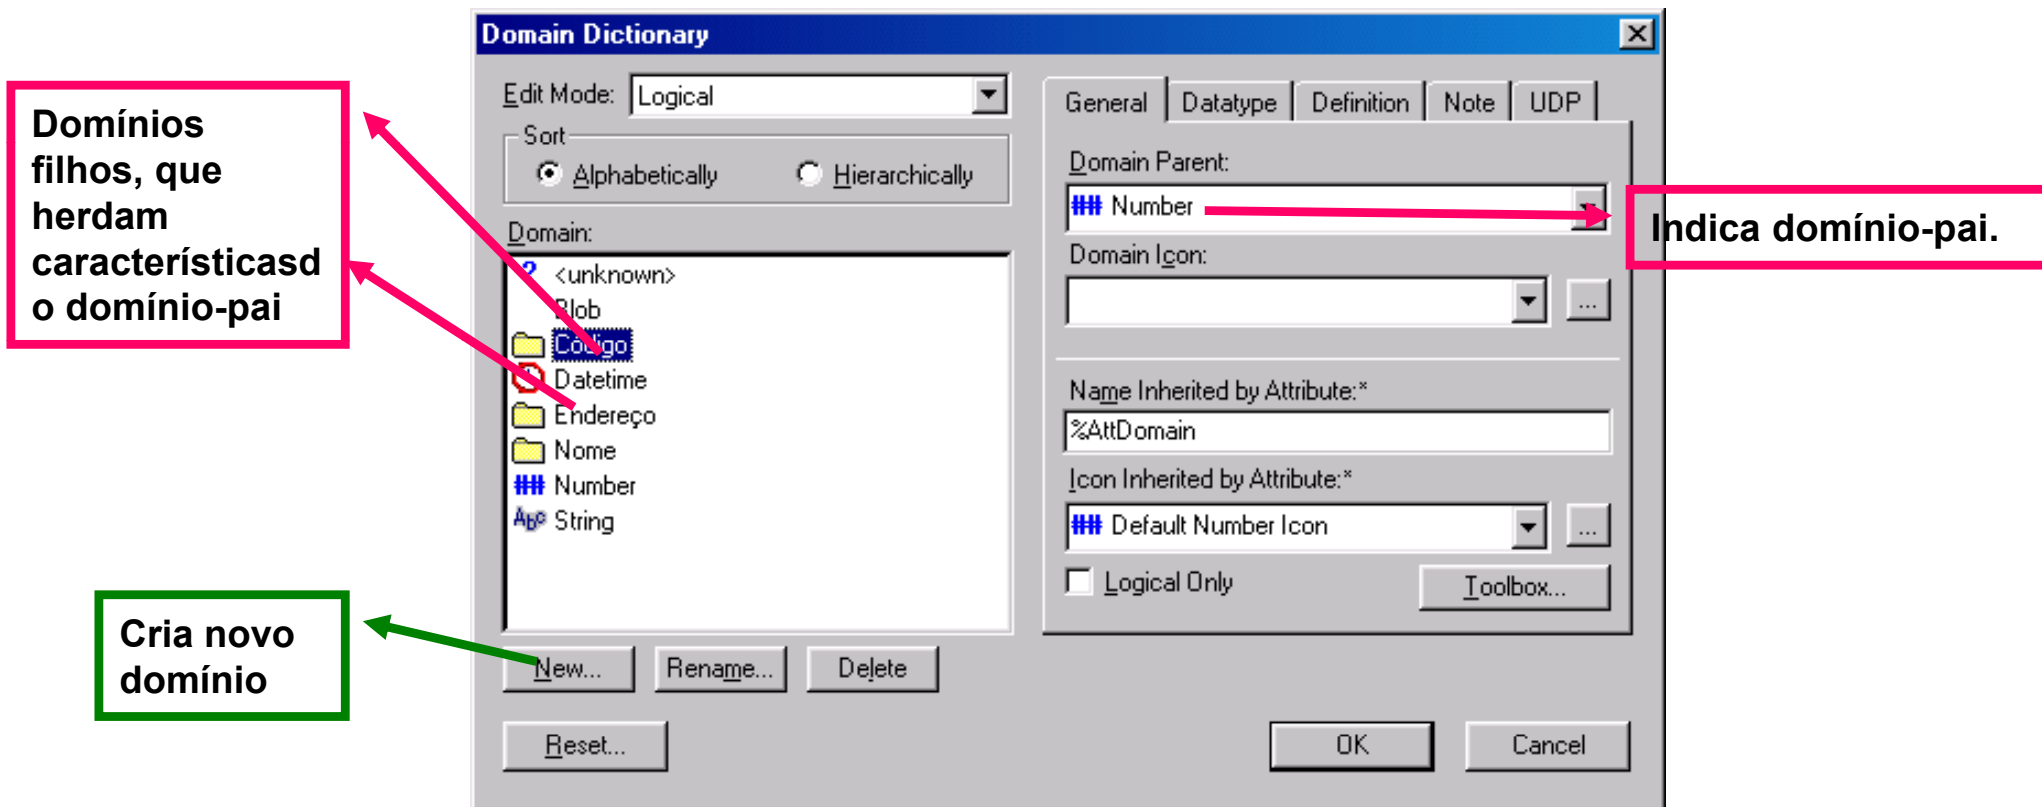 Domain Dictionary
Domínios
filhos, que
herdam
característicasd
o domínio-pai
Edit Mode: Logical
Sort
Alphabetically Hierarchically
Domain:
<unknown>
Blob
Código
Datetime
Endereço
Nome
## Number
Abc String
New... Rename... Delete
Reset...
Cria novo
domínio
General Datatype Definition Note UDP
Domain Parent:
## Number
Indica domínio-pai.
Domain Icon:
...
Name Inherited by Attribute:*
%AttDomain
Icon Inherited by Attribute:*
## Default Number Icon
...
Logical Only Toolbox...
OK Cancel